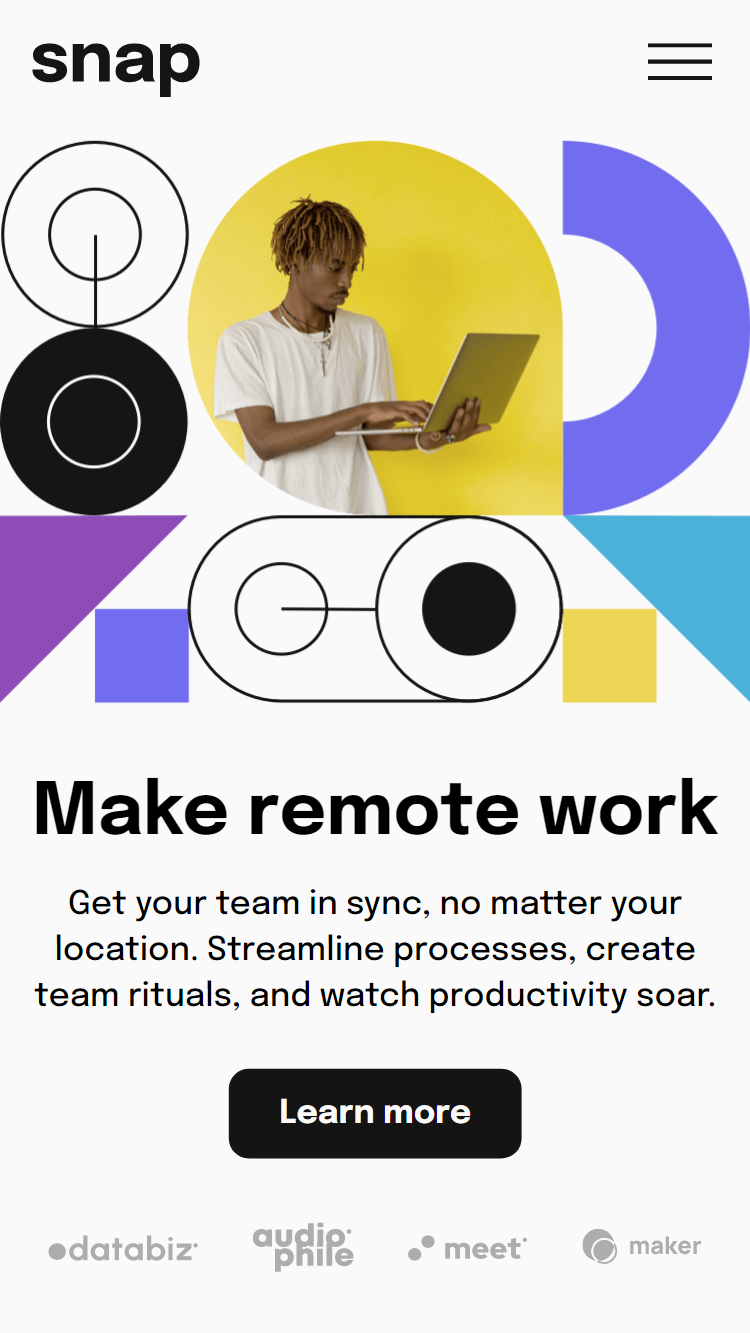 snap
Make remote work
Get your team in sync, no matter your
location. Streamline processes, create
team rituals, and watch productivity soar.
Learn more
databiz
audio
phile
meet
maker